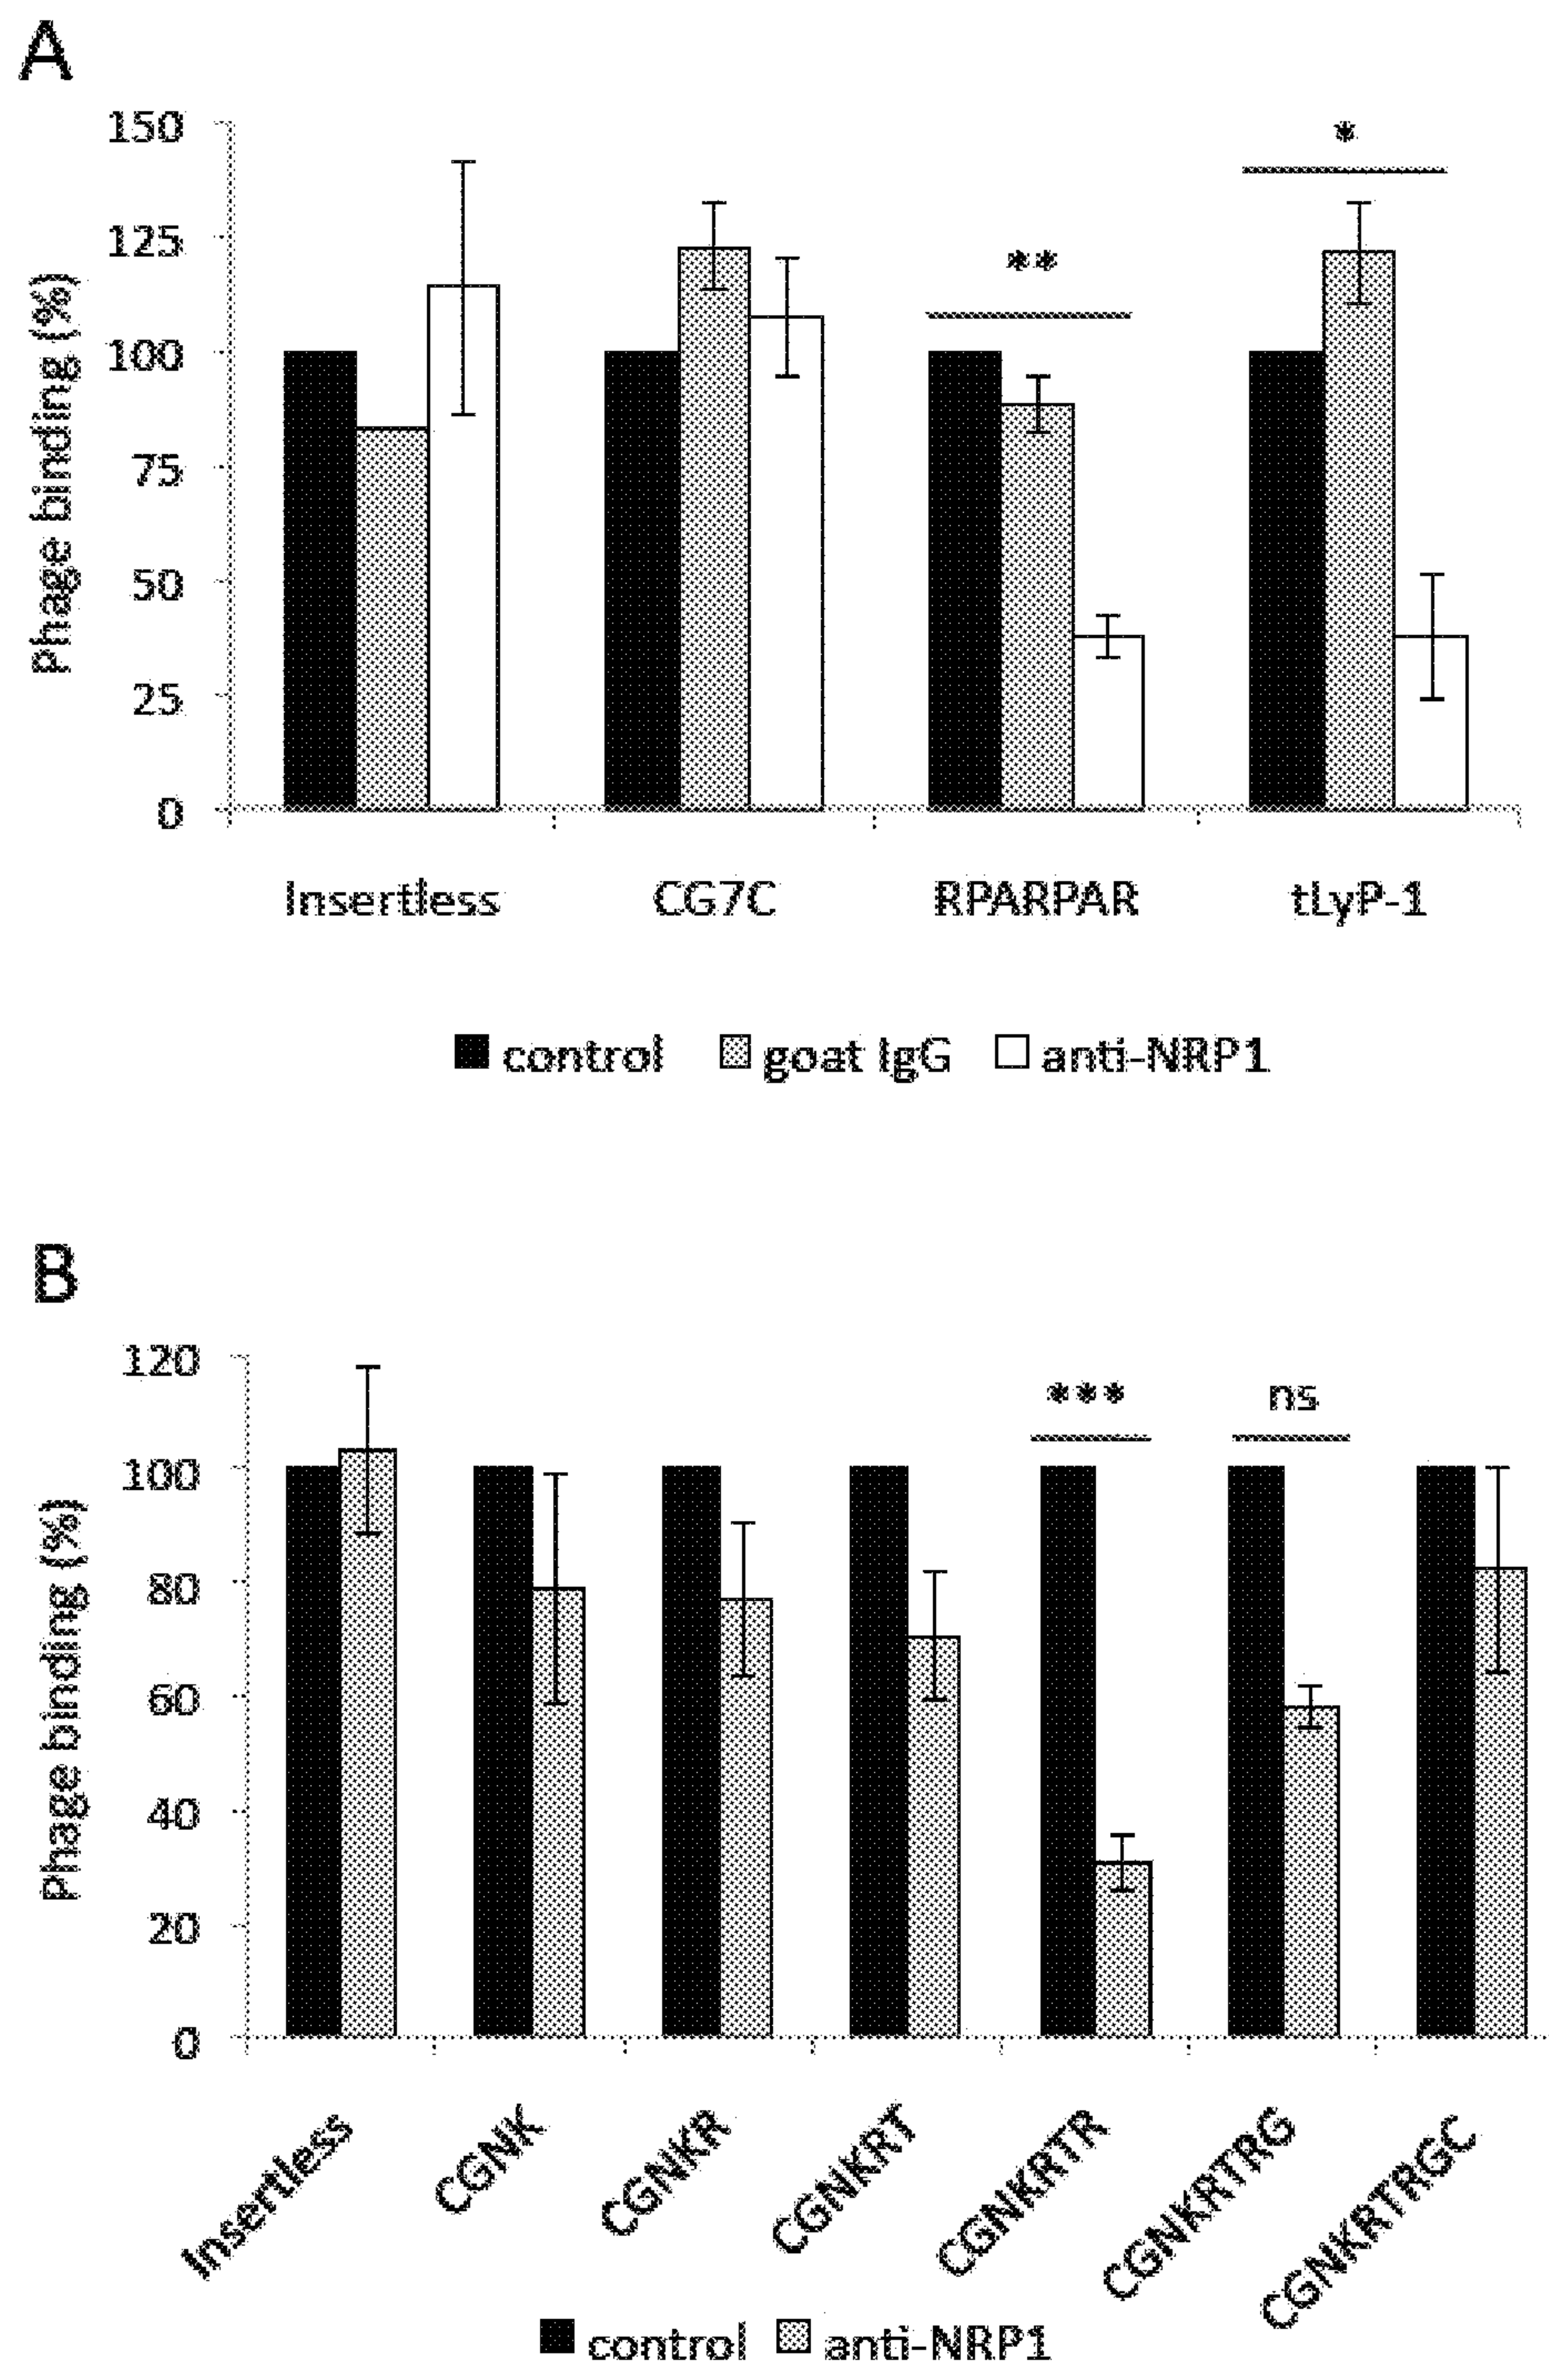 A
150
125
100
75
50
25
0
Phage binding (%)
*
**
Insertless CG7C RPARPAR tLyP-1
control goat IgG anti-NRP1
B
120
100
80
60
40
20
0
Phage binding (%)
*** ns
Insertless
CGNK
CGNKR
CGNKRT
CGNKRTR
CGNKRTRG
CGNKRTRGC
control anti-NRP1